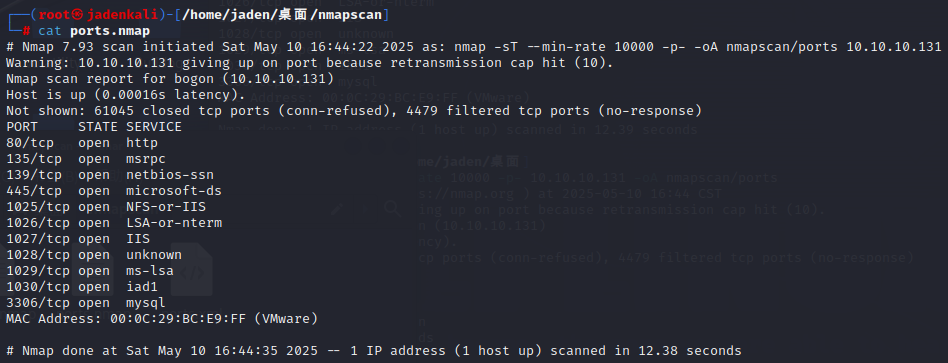 ┌──(root㉿jadenkali)-[/home/jaden/桌面/nmapscan]
└─# cat ports.nmap
# Nmap 7.93 scan initiated Sat May 10 16:44:22 2025 as: nmap -sT --min-rate 10000 -p- -oA nmapscan/ports 10.10.10.131
Warning: 10.10.10.131 giving up on port because retransmission cap hit (10).
Nmap scan report for bogon (10.10.10.131)
Host is up (0.00016s latency).
Not shown: 61045 closed tcp ports (conn-refused), 4479 filtered tcp ports (no-response)
PORT     STATE SERVICE
80/tcp   open  http
135/tcp  open  msrpc
139/tcp  open  netbios-ssn
445/tcp  open  microsoft-ds
1025/tcp open  NFS-or-IIS
1026/tcp open  LSA-or-nterm
1027/tcp open  IIS
1028/tcp open  unknown
1029/tcp open  ms-lsa
1030/tcp open  iad1
3306/tcp open  mysql
MAC Address: 00:0C:29:BC:E9:FF (VMware)
# Nmap done at Sat May 10 16:44:35 2025 -- 1 IP address (1 host up) scanned in 12.38 seconds